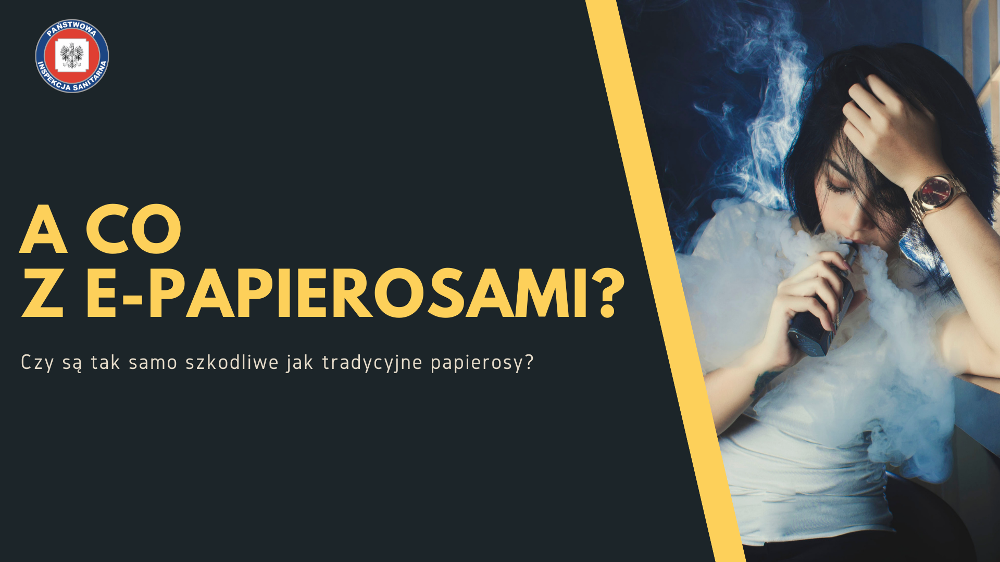 PAŃSTWOWA
INSPEKCJA SANITARNA
A CO
Z E-PAPIEROSAMI?
Czy są tak samo szkodliwe jak tradycyjne papierosy?